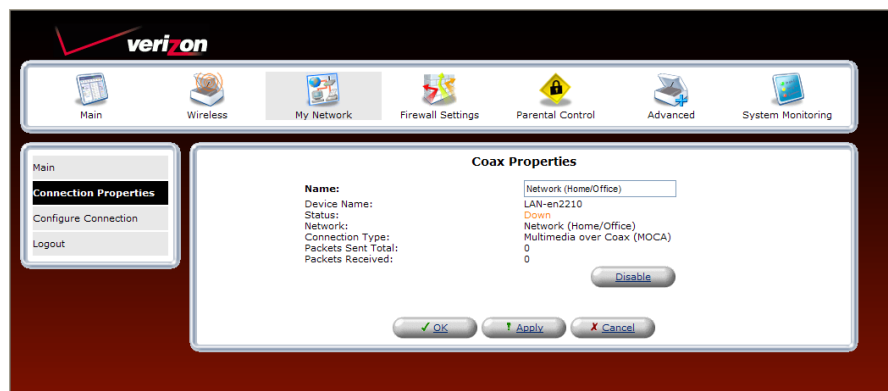 verizon
Main Wireless My Network Firewall Settings Parental Control Advanced System Monitoring
Main
Connection Properties
Configure Connection
Logout
Coax Properties
Name: Network (Home/Office)
Device Name: LAN-en2210
Status: Down
Network: Network (Home/Office)
Connection Type: Multimedia over Coax (MOCA)
Packets Sent Total: 0
Packets Received: 0
Disable
OK Apply Cancel